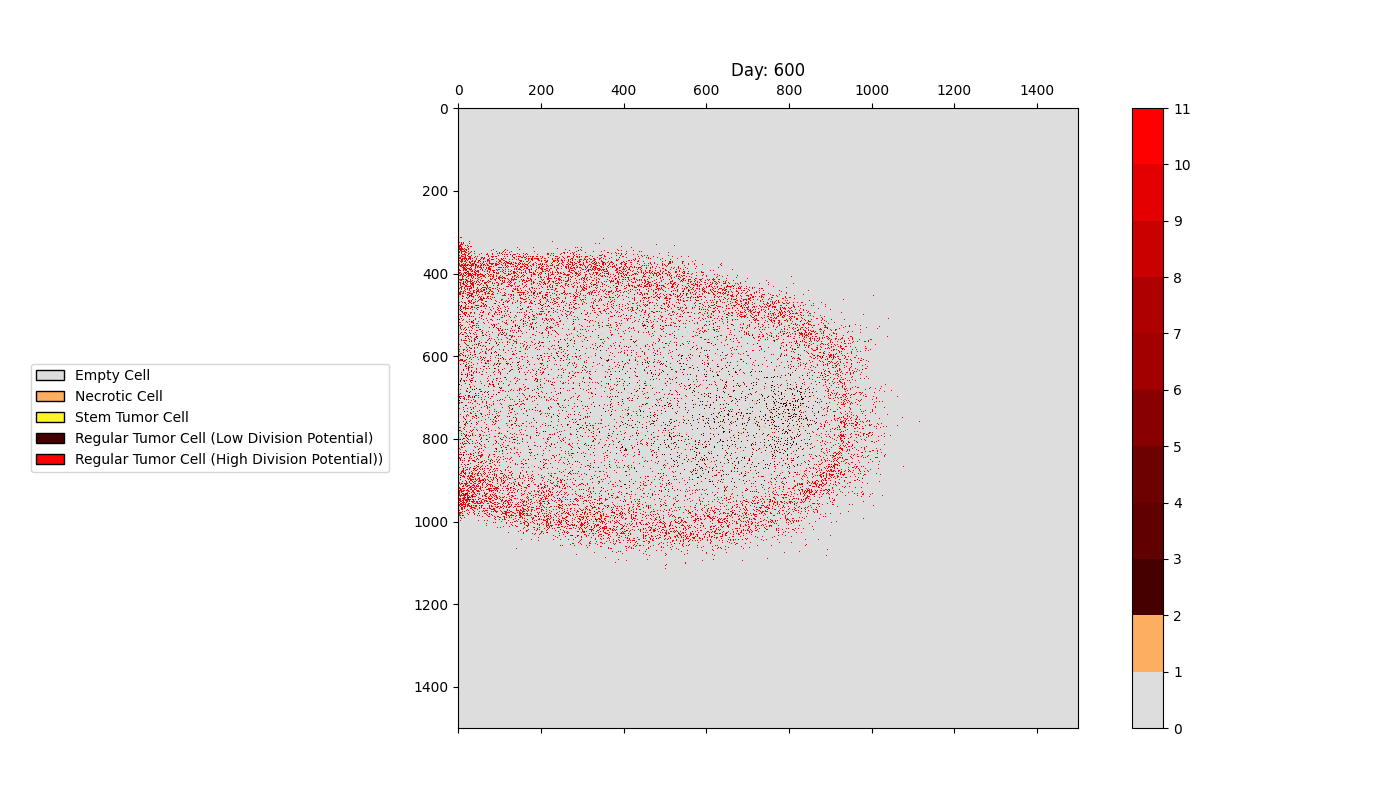 Day: 600
0 200 400 600 800 1000 1200 1400
0
200
400
600
800
1000
1200
1400
Empty Cell
Necrotic Cell
Stem Tumor Cell
Regular Tumor Cell (Low Division Potential)
Regular Tumor Cell (High Division Potential))
11
10
9
8
7
6
5
4
3
2
1
0